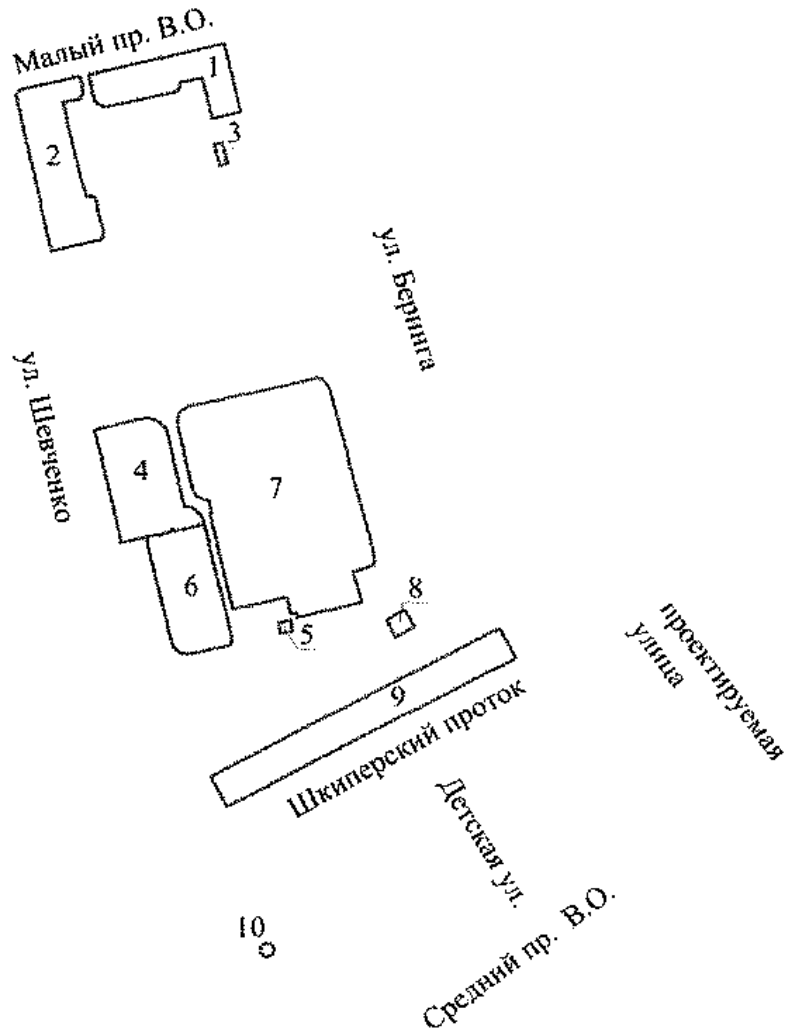 Малый пр. В.О.
1
3
2
ул. Беринга
ул. Шевченко
4
7
6
8
5
проектируемая
улица
9
Шкиперский проток
Детская ул.
10
Средний пр. В.О.